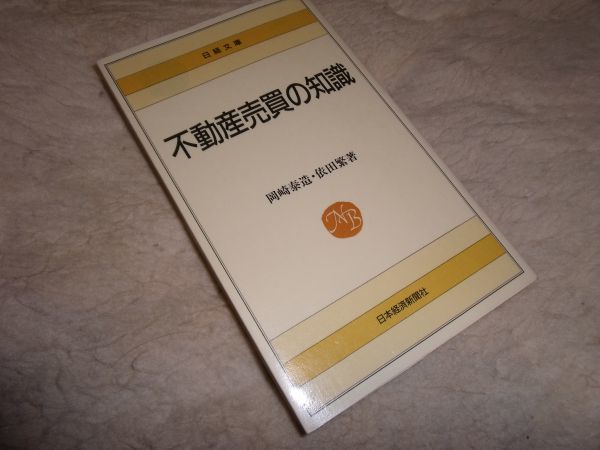 日経文庫
不動産売買の知識
岡崎泰造・依田繁著
NB
日本経済新聞社